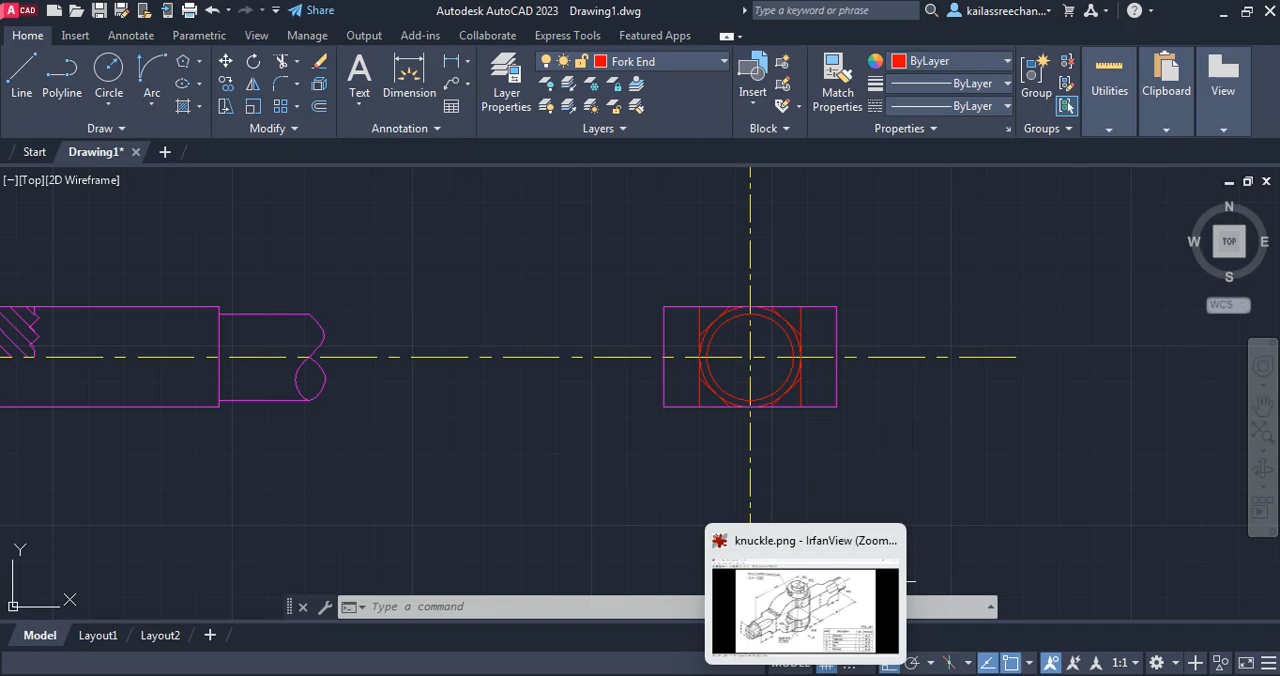 CAD
Share
Autodesk AutoCAD 2023 Drawing1.dwg
Type a keyword or phrase
kailassreechan...
Home Insert Annotate Parametric View Manage Output Add-ins Collaborate Express Tools Featured Apps
Line Polyline Circle Arc
Text Dimension
Layer Properties
Fork End
Insert
Match Properties
ByLayer
ByLayer
ByLayer
Group
Utilities
Clipboard
View
Draw Modify Annotation Layers Block Properties Groups
Start Drawing1*
[−][Top][2D Wireframe]
N
W TOP E
S
WCS
Y
X
knuckle.png - IrfanView (Zoom...
Type a command
Model Layout1 Layout2
MODEL 1:1